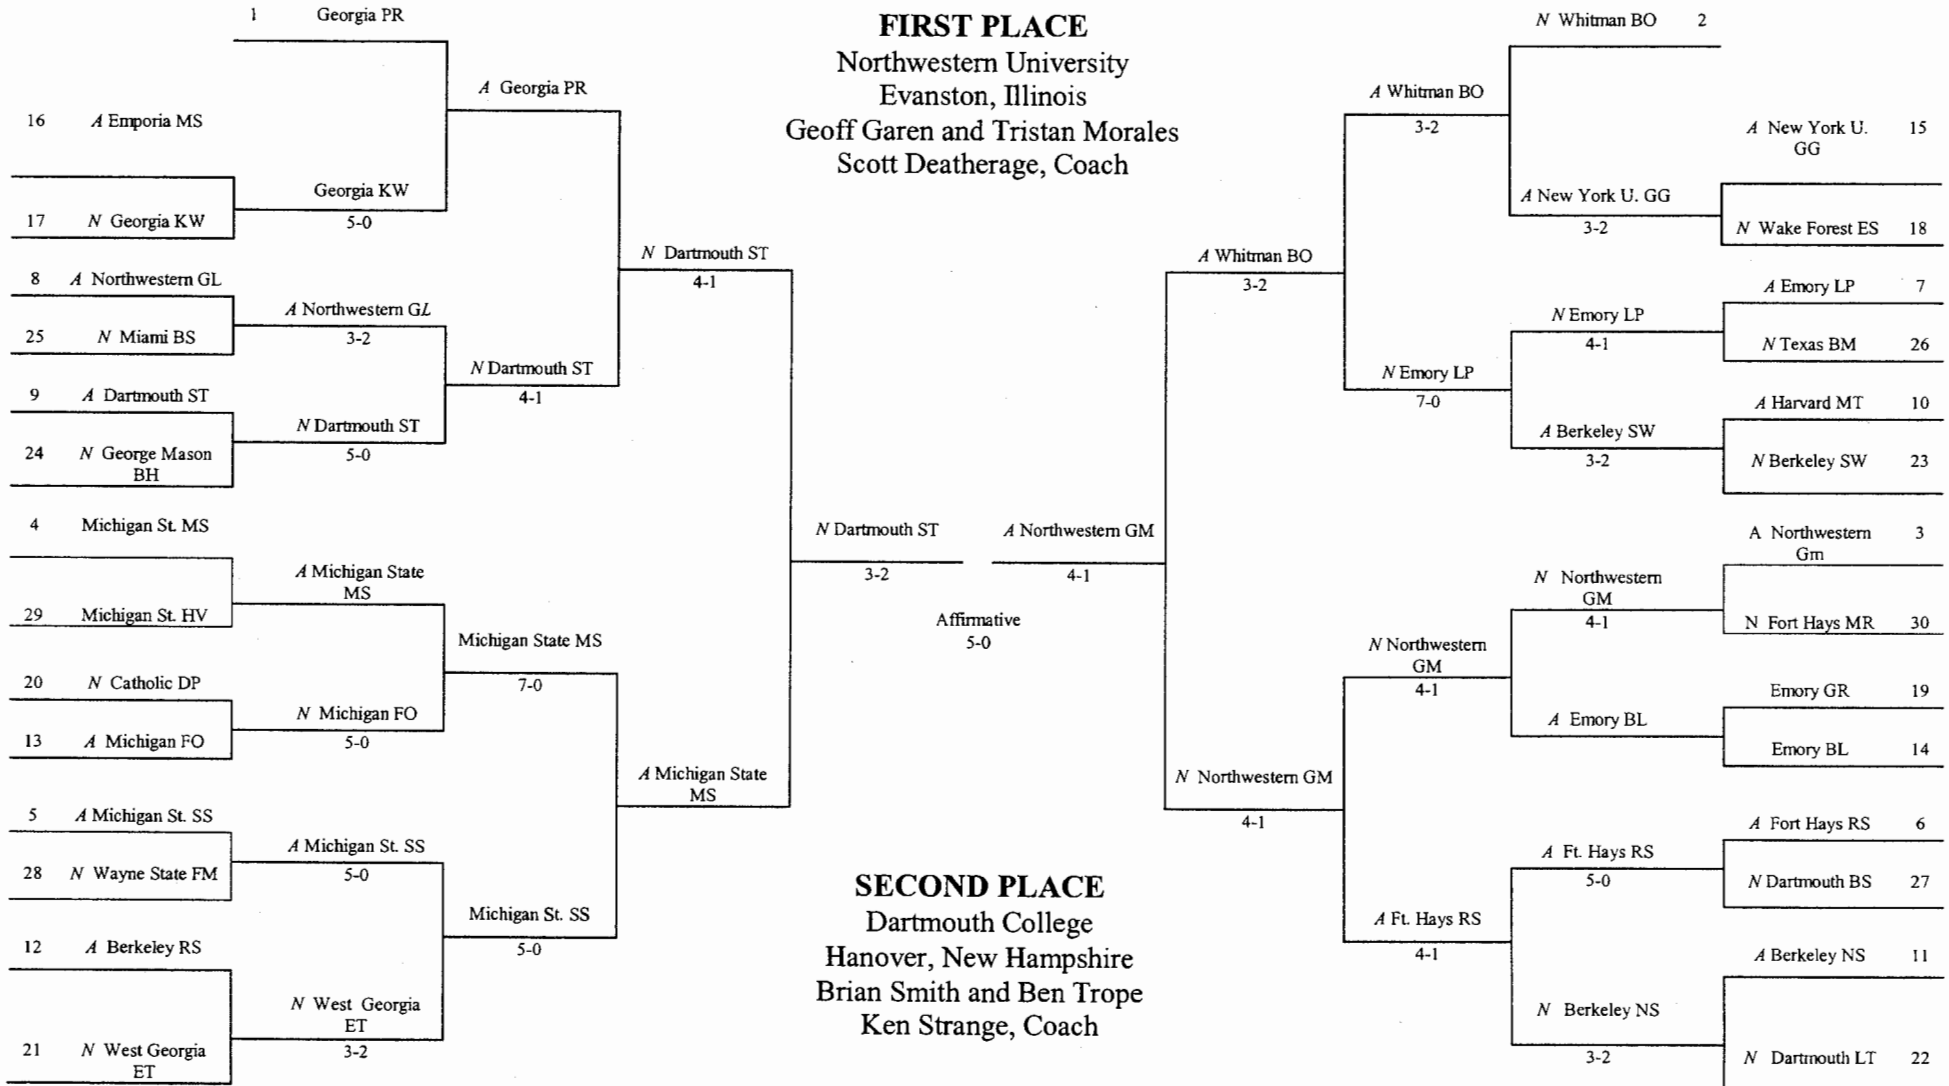 1 Georgia PR
16 A Emporia MS
17 N Georgia KW
8 A Northwestern GL
25 N Miami BS
9 A Dartmouth ST
24 N George Mason
BH
4 Michigan St. MS
29 Michigan St. HV
20 N Catholic DP
13 A Michigan FO
5 A Michigan St. SS
28 N Wayne State FM
12 A Berkeley RS
21 N West Georgia
ET
Georgia KW
5-0
A Northwestern GL
3-2
N Dartmouth ST
5-0
A Michigan State
MS
N Michigan FO
5-0
A Michigan St. SS
5-0
N West Georgia
ET
3-2
A Georgia PR
N Dartmouth ST
4-1
Michigan State MS
7-0
Michigan St. SS
5-0
N Dartmouth ST
4-1
A Michigan State
MS
N Dartmouth ST
3-2
FIRST PLACE
Northwestern University
Evanston, Illinois
Geoff Garen and Tristan Morales
Scott Deatherage, Coach
Affirmative
5-0
SECOND PLACE
Dartmouth College
Hanover, New Hampshire
Brian Smith and Ben Trope
Ken Strange, Coach
A Northwestern GM
4-1
A Whitman BO
3-2
N Northwestern GM
4-1
A Whitman BO
3-2
N Emory LP
7-0
N Northwestern
GM
4-1
A Ft. Hays RS
4-1
N Whitman BO 2
A New York U. GG
3-2
N Emory LP
4-1
A Berkeley SW
3-2
N Northwestern
GM
4-1
A Emory BL
A Ft. Hays RS
5-0
N Berkeley NS
3-2
A New York U. 15
GG
N Wake Forest ES 18
A Emory LP 7
N Texas BM 26
A Harvard MT 10
N Berkeley SW 23
A Northwestern 3
Gm
N Fort Hays MR 30
Emory GR 19
Emory BL 14
A Fort Hays RS 6
N Dartmouth BS 27
A Berkeley NS 11
N Dartmouth LT 22